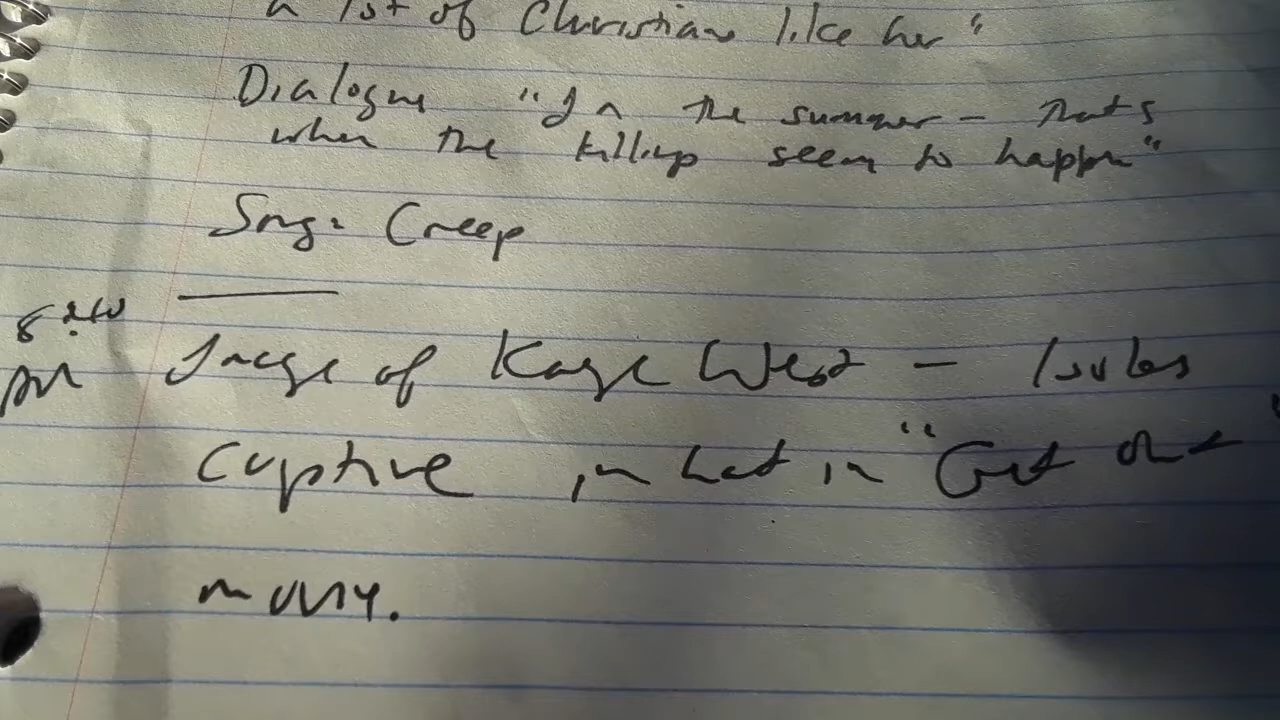 a lot of Christian like her"
Dialogue "In the summer - that's
when the killings seem to happen"
Song: Creep
Image of Kanye West - looks
captive in hat in "Get Out"
movie.